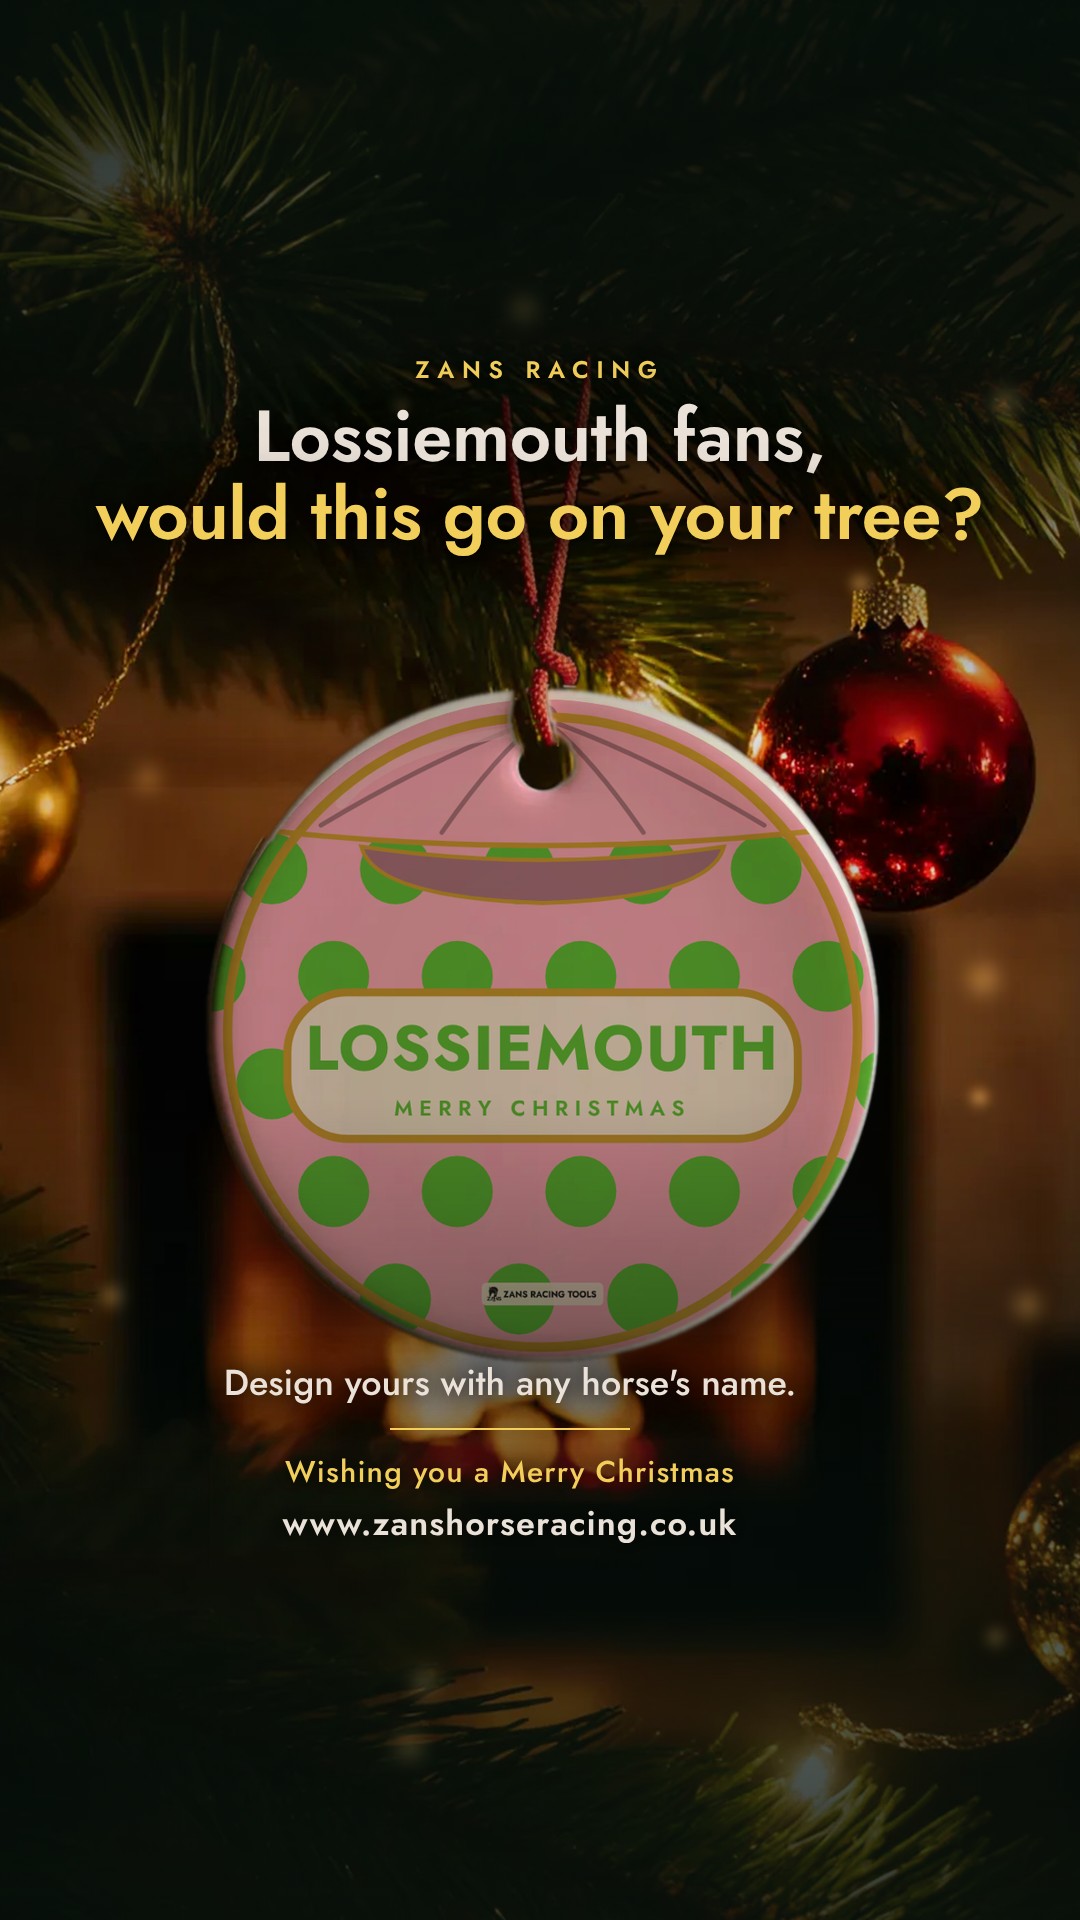 ZANS RACING
Lossiemouth fans,
would this go on your tree?
LOSSIEMOUTH
MERRY CHRISTMAS
ZANS RACING TOOLS
Design yours with any horse's name.
Wishing you a Merry Christmas
www.zanshorseracing.co.uk